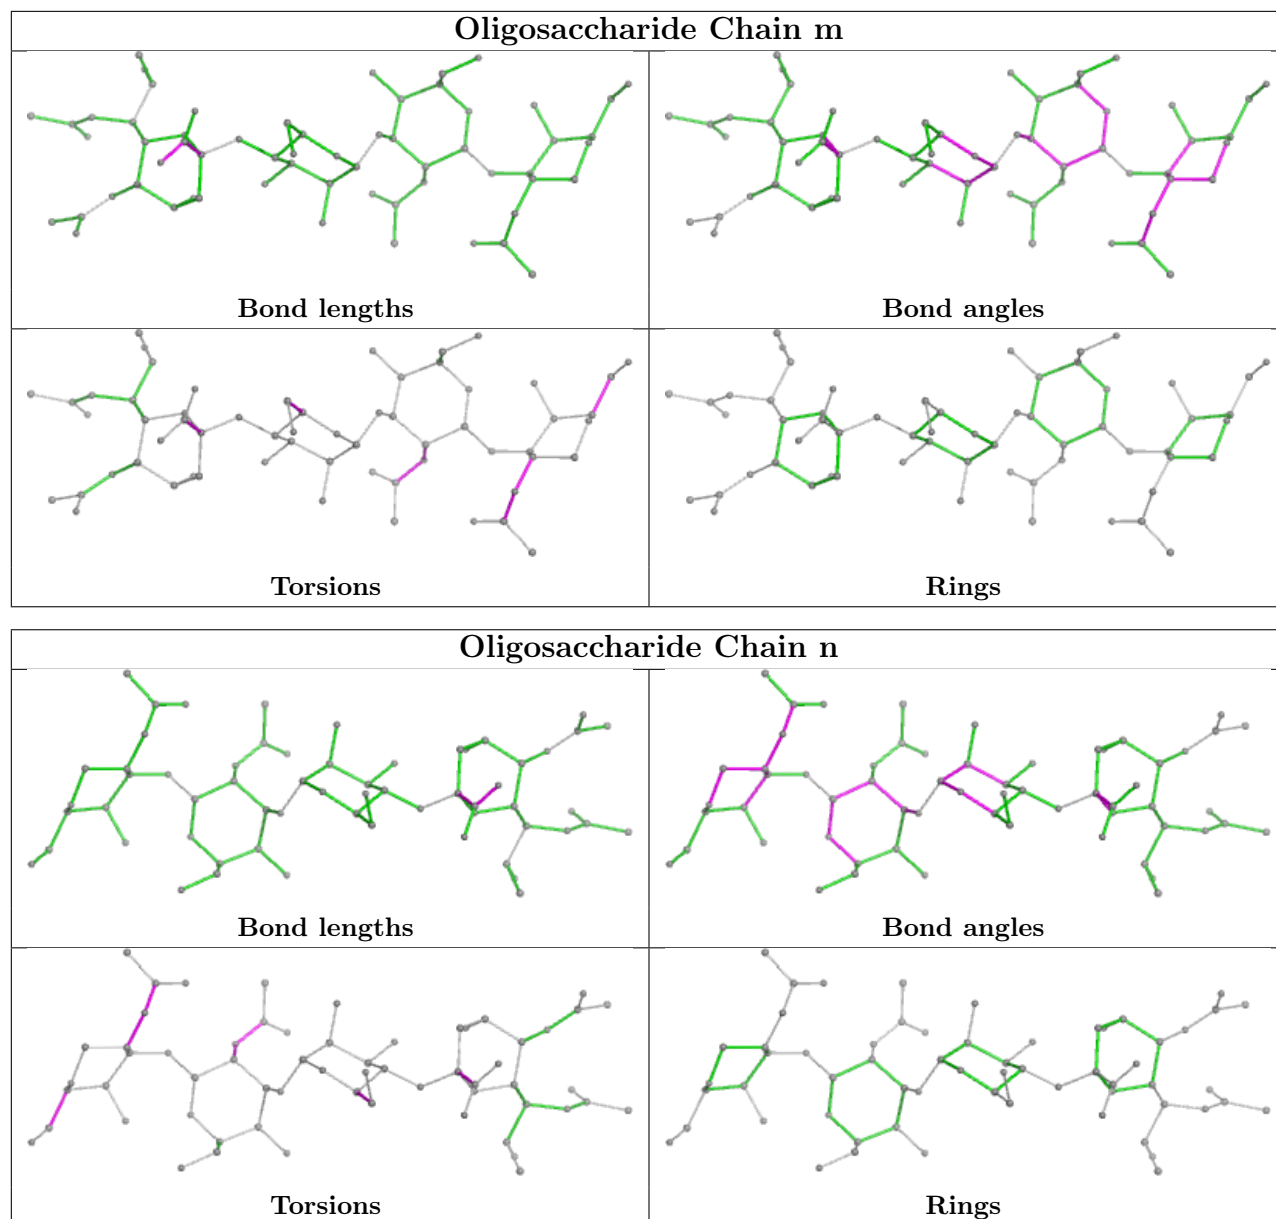 Oligosaccharide Chain m
Bond lengths
Bond angles
Torsions
Rings
Oligosaccharide Chain n
Bond lengths
Bond angles
Torsions
Rings